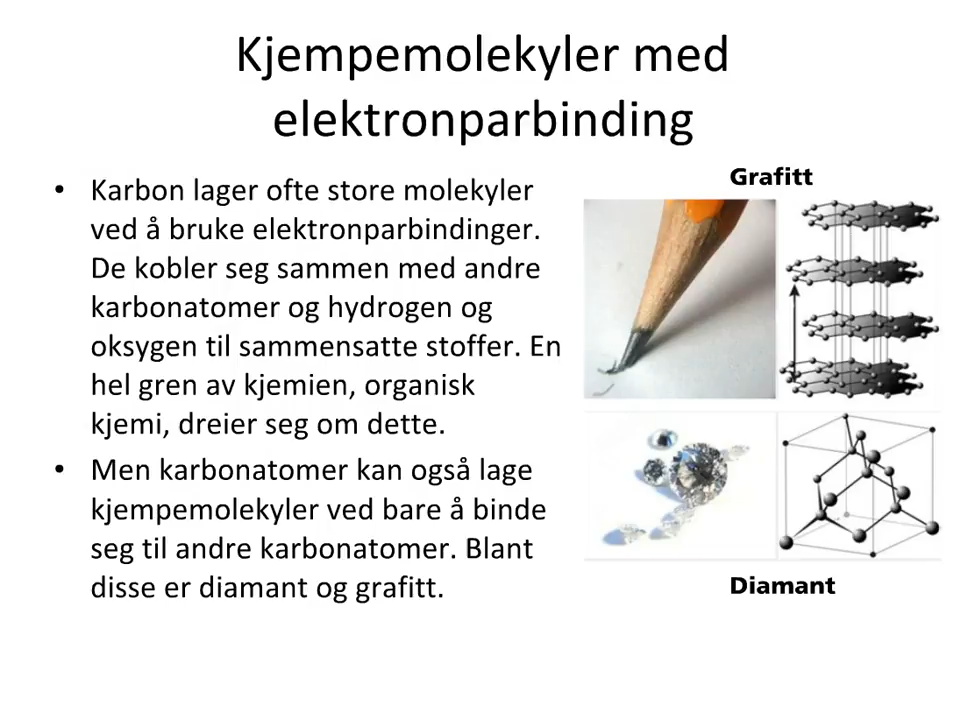 Kjempemolekyler med
elektronparbinding
• Karbon lager ofte store molekyler
ved å bruke elektronparbindinger.
De kobler seg sammen med andre
karbonatomer og hydrogen og
oksygen til sammensatte stoffer. En
hel gren av kjemien, organisk
kjemi, dreier seg om dette.
• Men karbonatomer kan også lage
kjempemolekyler ved bare å binde
seg til andre karbonatomer. Blant
disse er diamant og grafitt.
Grafitt
Diamant